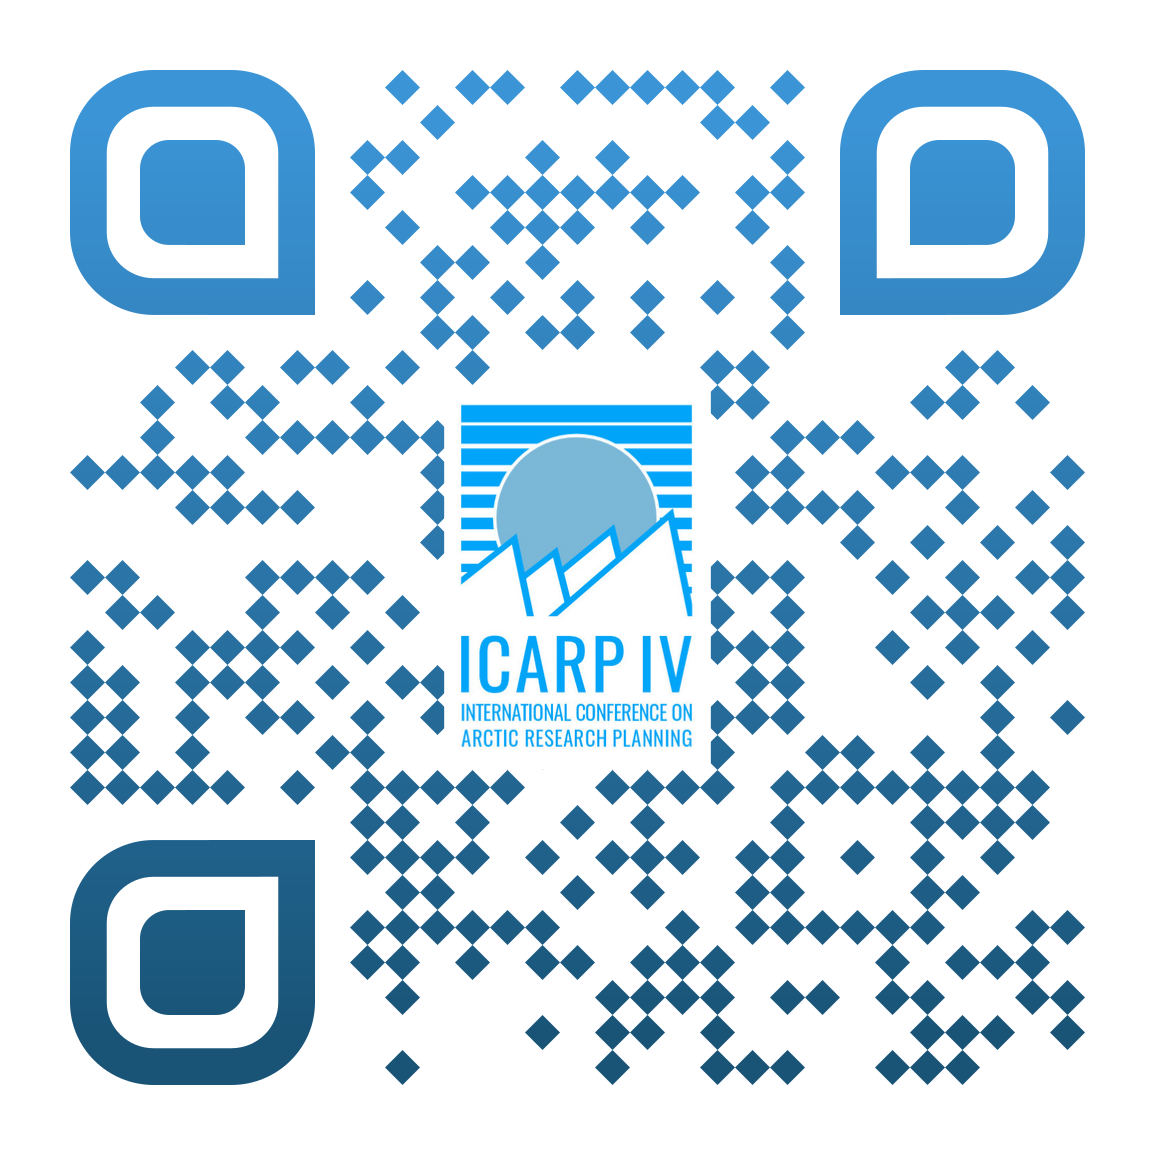 ICARP IV
INTERNATIONAL CONFERENCE ON
ARCTIC RESEARCH PLANNING